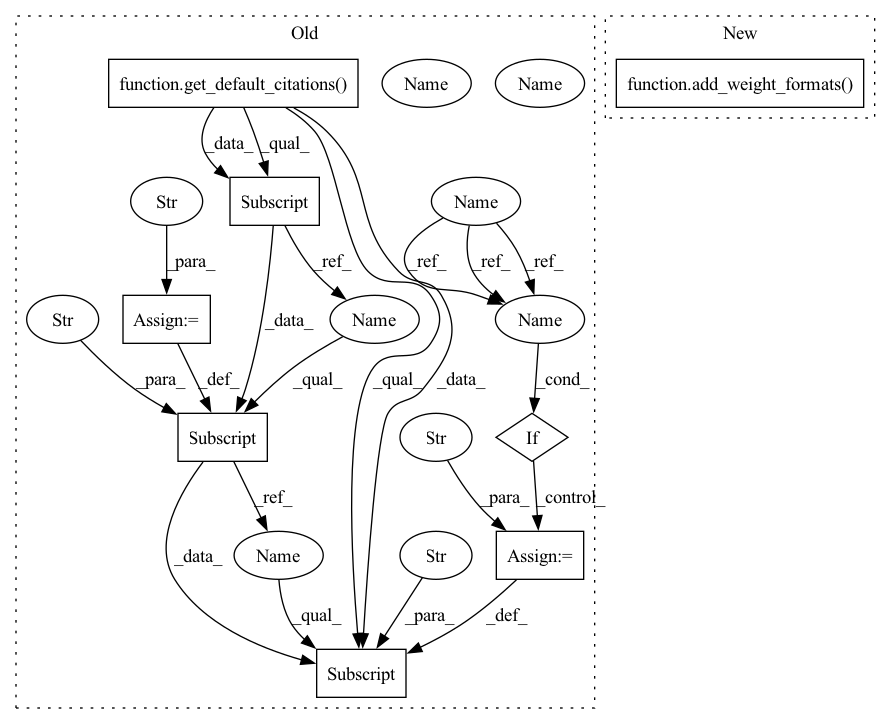 Old
New
function.get_default_citations()
Name
Name
function.add_weight_formats()
_data_
_qual_
Str
Subscript
Name
_para_
_ref_
_ref_
_ref_
_ref_
Str
Assign:=
_data_
Name
Name
_para_
_def_
_qual_
_qual_
_data_
_cond_
Subscript
Str
If
_ref_
_para_
_control_
_data_
Name
Str
Assign:=
_qual_
_para_
_def_
Subscript